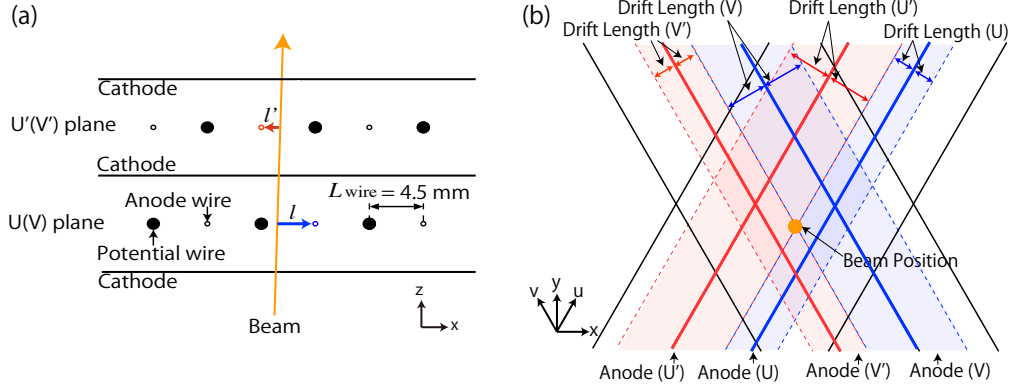 (a)
Cathode
U'(V') plane
l'
Cathode
L wire = 4.5 mm
Anode wire
U(V) plane
l
Potential wire
Cathode
z
x
Beam
(b)
Drift Length (V)
Drift Length (U')
Drift Length (V')
Drift Length (U)
Beam Position
y
v
u
x
Anode (U')
Anode (U)
Anode (V')
Anode (V)